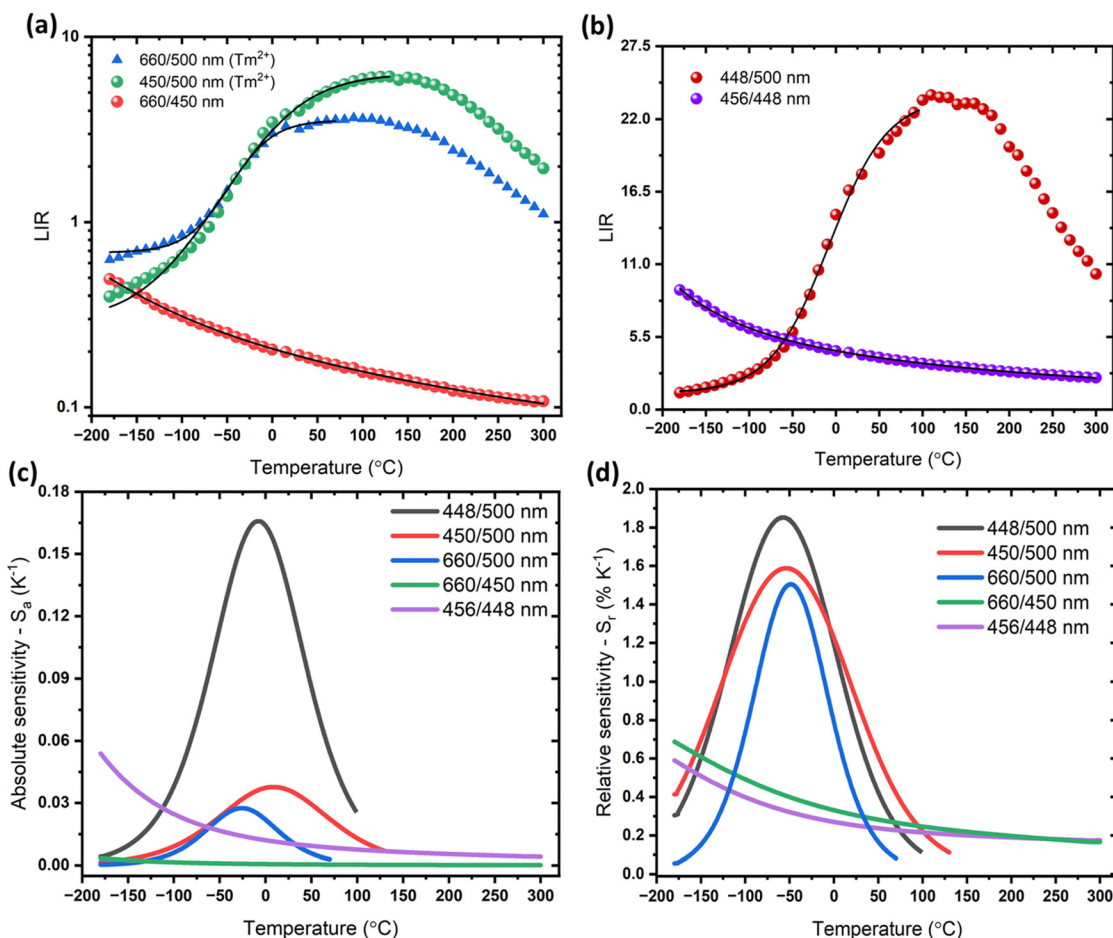 (a)
10
1
0.1
LIR
660/500 nm (Tm²⁺)
450/500 nm (Tm²⁺)
660/450 nm
−200 −150 −100 −50 0 50 100 150 200 250 300
Temperature (°C)
(b)
27.5
22.0
16.5
11.0
5.5
0.0
LIR
448/500 nm
456/448 nm
−200 −150 −100 −50 0 50 100 150 200 250 300
Temperature (°C)
(c)
0.18
0.15
0.12
0.09
0.06
0.03
0.00
Absolute sensitivity - Sₐ (K⁻¹)
448/500 nm
450/500 nm
660/500 nm
660/450 nm
456/448 nm
−200 −150 −100 −50 0 50 100 150 200 250 300
Temperature (°C)
(d)
2.0
1.8
1.6
1.4
1.2
1.0
0.8
0.6
0.4
0.2
0.0
Relative sensitivity - Sᵣ (% K⁻¹)
448/500 nm
450/500 nm
660/500 nm
660/450 nm
456/448 nm
−200 −150 −100 −50 0 50 100 150 200 250 300
Temperature (°C)